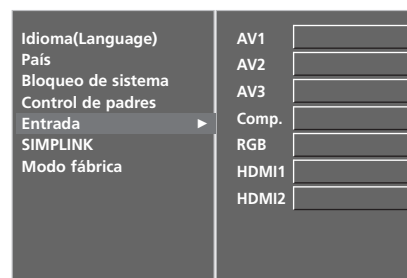 Idioma(Language)
País
Bloqueo de sistema
Control de padres
Entrada ►
SIMPLINK
Modo fábrica
AV1
AV2
AV3
Comp.
RGB
HDMI1
HDMI2